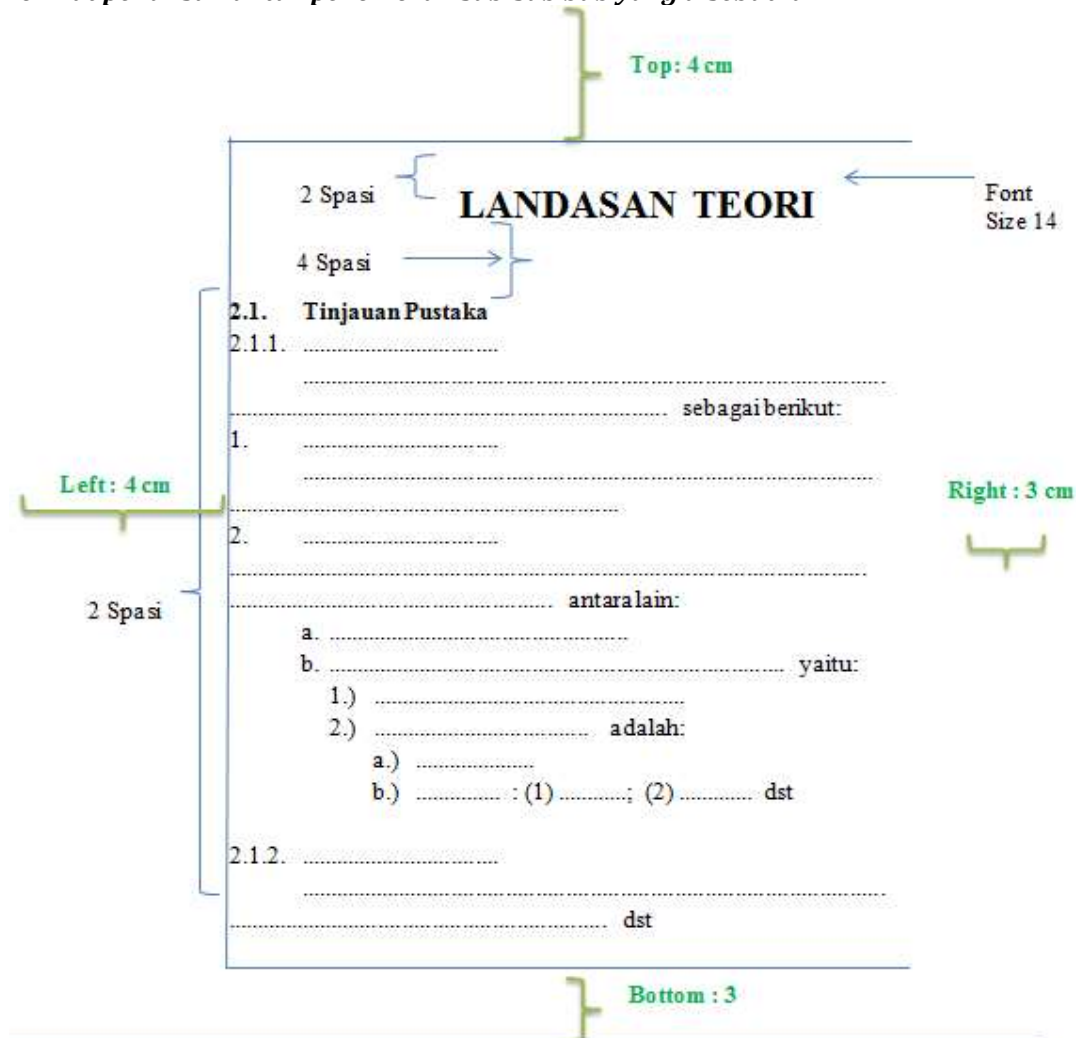 Top: 4 cm
2 Spasi
LANDASAN TEORI
Font
Size 14
4 Spasi
2.1. Tinjauan Pustaka
2.1.1. ..................................
....................................................................................................
............................................................................ sebagai berikut:
1. ..................................
....................................................................................................
....................................................................
Left : 4 cm
Right : 3 cm
2. ..................................
..............................................................................................................
........................................................ antara lain:
2 Spasi
a. ....................................................
b. ............................................................................... yaitu:
1.) ......................................................
2.) ..................................... adalah:
a.) .....................
b.) ............... : (1) ............; (2) ............. dst
2.1.2. ..................................
....................................................................................................
................................................................. dst
Bottom : 3